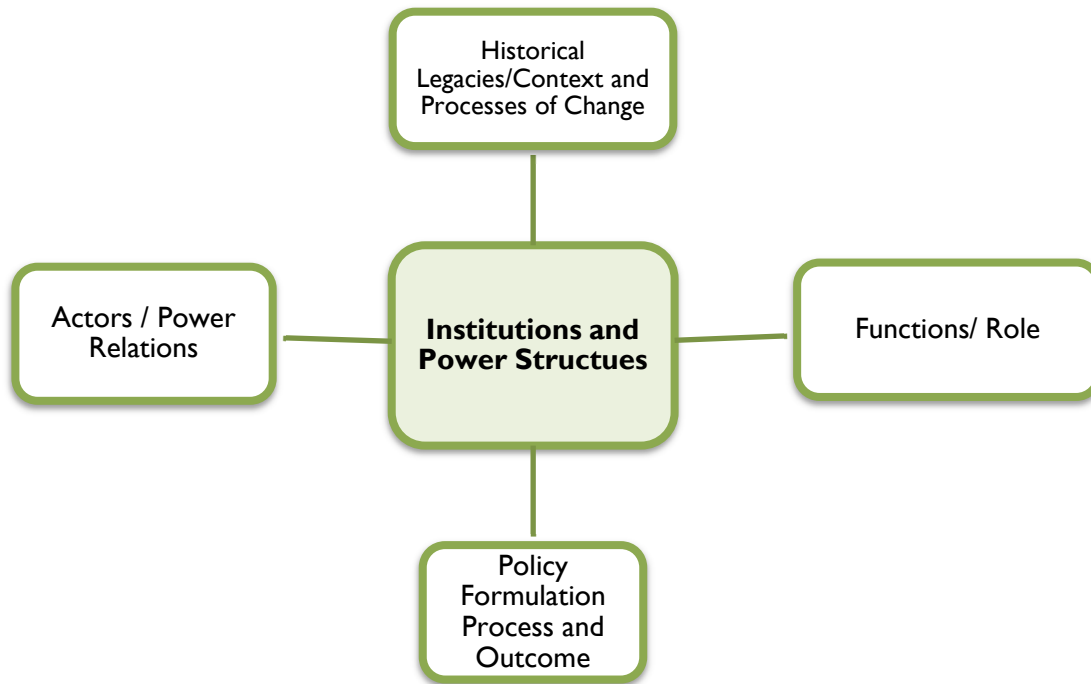 Historical
Legacies/Context and
Processes of Change
Actors / Power
Relations
Institutions and
Power Structues
Functions/ Role
Policy
Formulation
Process and
Outcome